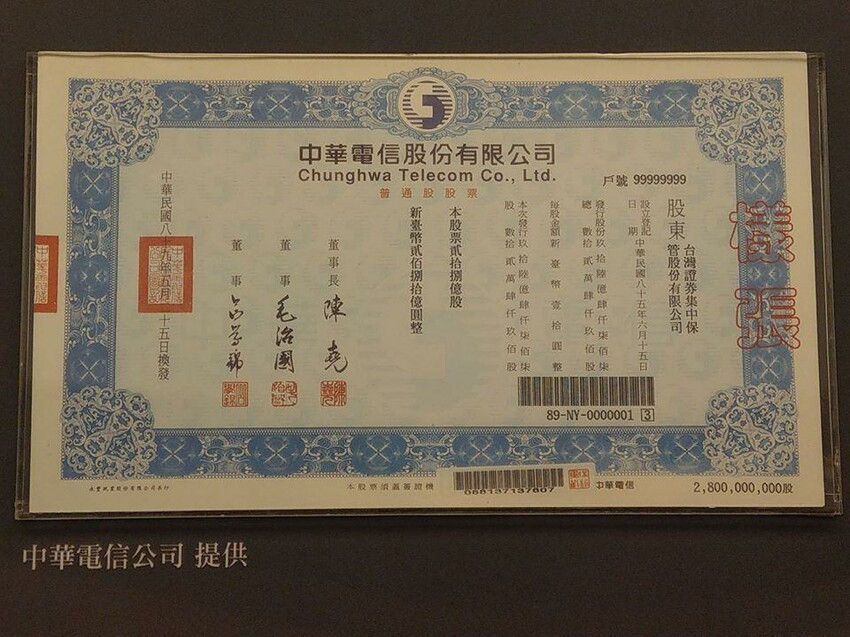 中華電信股份有限公司
Chunghwa Telecom Co., Ltd.
普通股股票
戶號 99999999
樣張
股東
台灣證券集中保
管股份有限公司
設立登記
日期
中華民國八十五年六月十五日
發行股份
總數
玖拾陸億肆仟柒佰柒
拾貳萬肆仟玖佰股
每股金額新臺幣壹拾圓整
本次發行玖拾陸億肆仟柒佰柒
股數拾貳萬肆仟玖佰股
本股票貳拾捌億股
新臺幣貳佰捌拾億圓整
董事長
陳堯
董事
毛治國
董事
中華民國八十九年五月 十五日換發
89-NY-0000001 3
本股票須蓋簽證機
088137137607
中華電信
2,800,000,000股
中華電信公司 提供